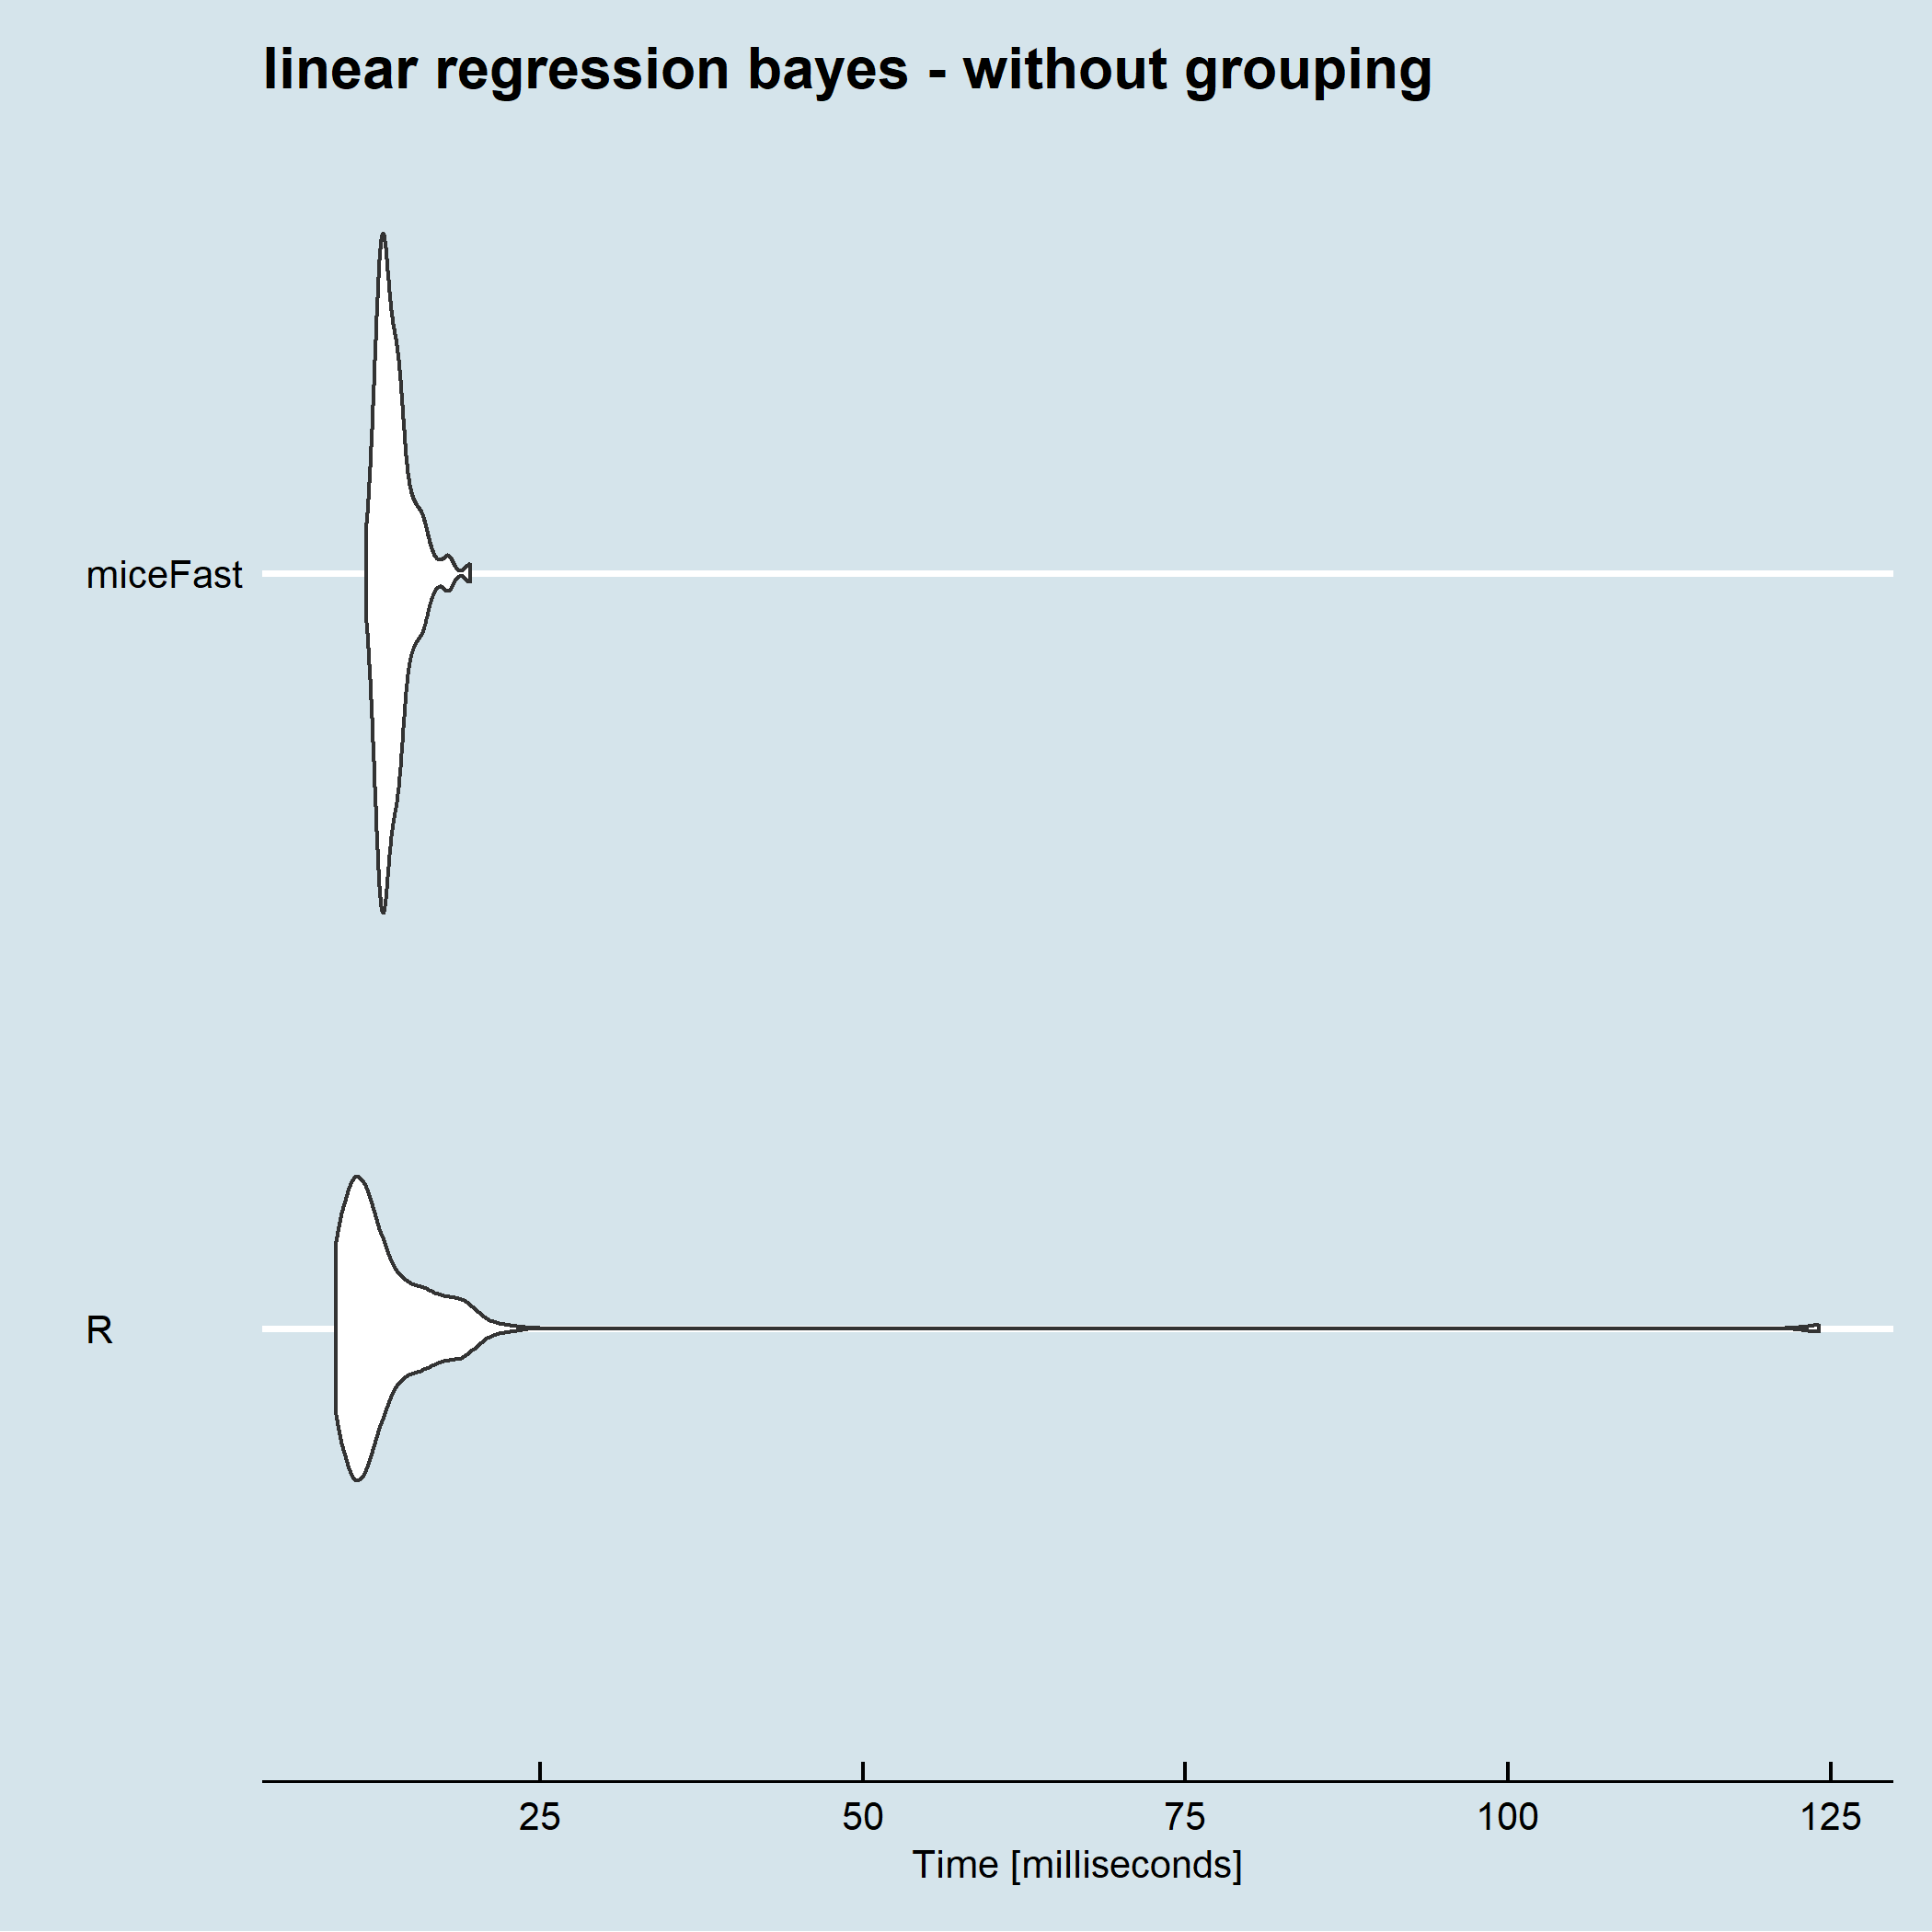 linear regression bayes - without grouping
miceFast
R
25 50 75 100 125
Time [milliseconds]